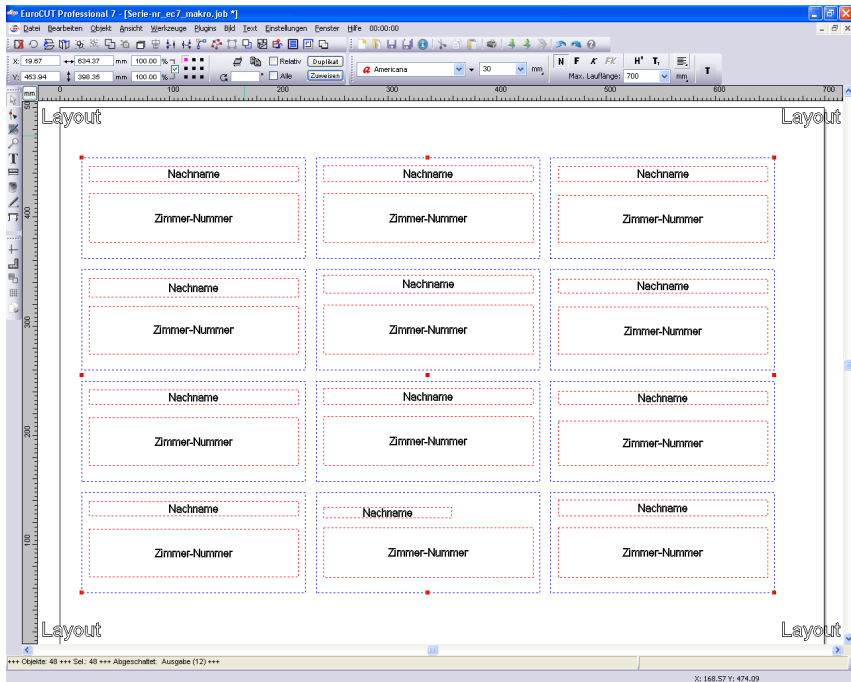 EuroCUT Professional 7 - [Serie-nr_ec7_makro.job *]
Datei Bearbeiten Objekt Ansicht Werkzeuge Plugins Bild Text Einstellungen Fenster Hilfe 00:00:00
X: 19.67 634.37 mm 100.00 % Relativ Duplikat Americana 30 mm N F K FK H¹ T Max. Lauflänge: 700 mm T
Y: 453.94 398.35 mm 100.00 % ° Alle Zuweisen
mm 0 100 200 300 400 500 600 700
Layout Layout
Nachname Nachname Nachname
400 Zimmer-Nummer Zimmer-Nummer Zimmer-Nummer
Nachname Nachname Nachname
300 Zimmer-Nummer Zimmer-Nummer Zimmer-Nummer
Nachname Nachname Nachname
200 Zimmer-Nummer Zimmer-Nummer Zimmer-Nummer
Nachname Nachname Nachname
100 Zimmer-Nummer Zimmer-Nummer Zimmer-Nummer
Layout Layout
+++ Objekte: 48 +++ Sel.: 48 +++ Abgeschaltet: Ausgabe (12) +++
X: 168.57 Y: 474.09